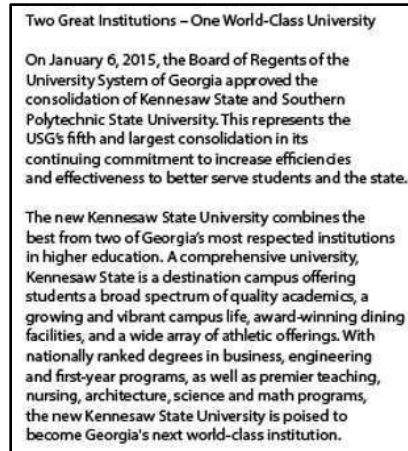 Two Great Institutions – One World-Class University
On January 6, 2015, the Board of Regents of the
University System of Georgia approved the
consolidation of Kennesaw State and Southern
Polytechnic State University. This represents the
USG's fifth and largest consolidation in its
continuing commitment to increase efficiencies
and effectiveness to better serve students and the state.
The new Kennesaw State University combines the
best from two of Georgia's most respected institutions
in higher education. A comprehensive university,
Kennesaw State is a destination campus offering
students a broad spectrum of quality academics, a
growing and vibrant campus life, award-winning dining
facilities, and a wide array of athletic offerings. With
nationally ranked degrees in business, engineering
and first-year programs, as well as premier teaching,
nursing, architecture, science and math programs,
the new Kennesaw State University is poised to
become Georgia's next world-class institution.